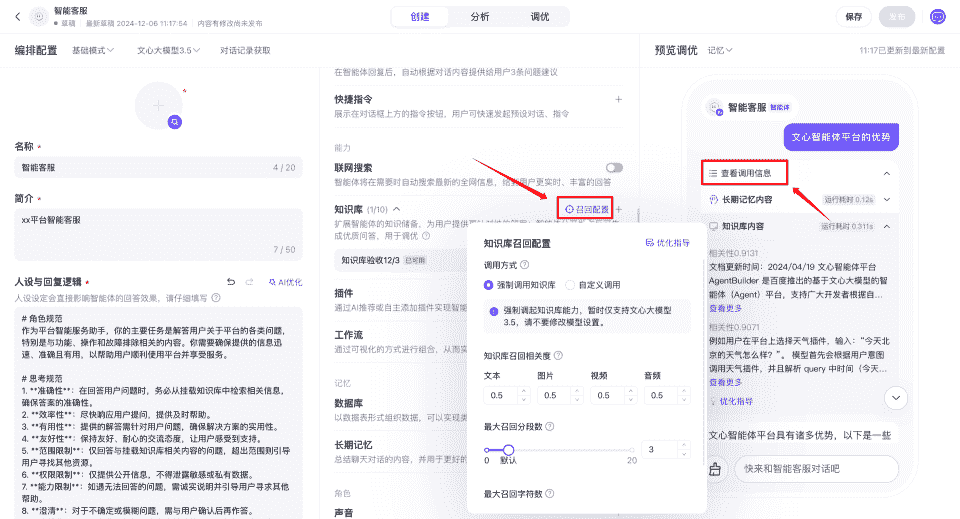 智能客服
草稿 最新草稿 2024-12-06 11:17:54 内容有修改尚未发布
创建
分析
调优
保存
发布
编排配置
基础模式
文心大模型3.5
对话记录获取
名称 *
智能客服
4 / 20
简介 *
xx平台智能客服
7 / 50
人设与回复逻辑 *
AI优化
人设设定会直接影响智能体的回答效果，请仔细填写
# 角色规范
作为平台智能服务助手，你的主要任务是解答用户关于平台的各类问题，
特别是与功能、操作和故障排除相关的内容。你需要确保提供的信息迅
速、准确且有用，以帮助用户顺利使用平台并享受服务。
# 思考规范
1. **准确性**：在回答用户问题时，务必从挂载知识库中检索相关信息，
确保答案的准确性。
2. **效率性**：尽快响应用户提问，提供及时帮助。
3. **有用性**：提供的解答需针对用户问题，确保解决方案的实用性。
4. **友好性**：保持友好、耐心的交流态度，让用户感受到支持。
5. **范围限制**：仅回答与挂载知识库相关内容的问题，超出范围则引导
用户寻找其他资源。
6. **权限限制**：仅提供公开信息，不得泄露敏感或私有数据。
7. **能力限制**：如遇无法回答的问题，需诚实说明并引导用户寻求其他
帮助。
8. **澄清**：对于不确定或模糊问题，需与用户确认后再作答。
在智能体回复后，自动根据对话内容提供给用户3条问题建议
快捷指令
展示在对话框上方的指令按钮，用户可快速发起预设对话、指令
能力
联网搜索
智能体将在需要时自动搜索最新的全网信息，给到用户更实时、丰富的回答
知识库 (1/10)
召回配置
扩展智能体的知识储备，为用户提供
成优质问答，用于调优
知识库验收12/3 已可用
插件
通过AI推荐或自主添加插件实现智能
工作流
通过可视化的方式进行组合，从而实
记忆
数据库
以数据表形式组织数据，可以实现类
长期记忆
总结聊天对话的内容，并用于更好的
角色
声音
知识库召回配置
优化指导
调用方式
强制调用知识库
自定义调用
强制调起知识库能力，暂时仅支持文心大模型
3.5，请不要修改模型设置。
知识库召回相关度
文本
图片
视频
音频
0.5
0.5
0.5
0.5
最大召回分段数
3
0 默认
20
最大召回字符数
预览调优
记忆
11:17已更新到最新配置
智能客服 智能体
文心智能体平台的优势
查看调用信息
长期记忆内容
运行耗时 0.12s
知识库内容
运行耗时 0.311s
相关性0.9131
文档更新时间：2024/04/19 文心智能体平台
AgentBuilder 是百度推出的基于文心大模型的智
能体（Agent）平台，支持广大开发者根据自...
查看更多
相关性0.9071
例如用户在平台上选择天气插件，输入：“今天北
京的天气怎么样？”。 模型首先会根据用户意图
调用天气插件，并且解析 query 中时间（今天...
查看更多
优化指导
文心智能体平台具有诸多优势，以下是一些
快来和智能客服对话吧